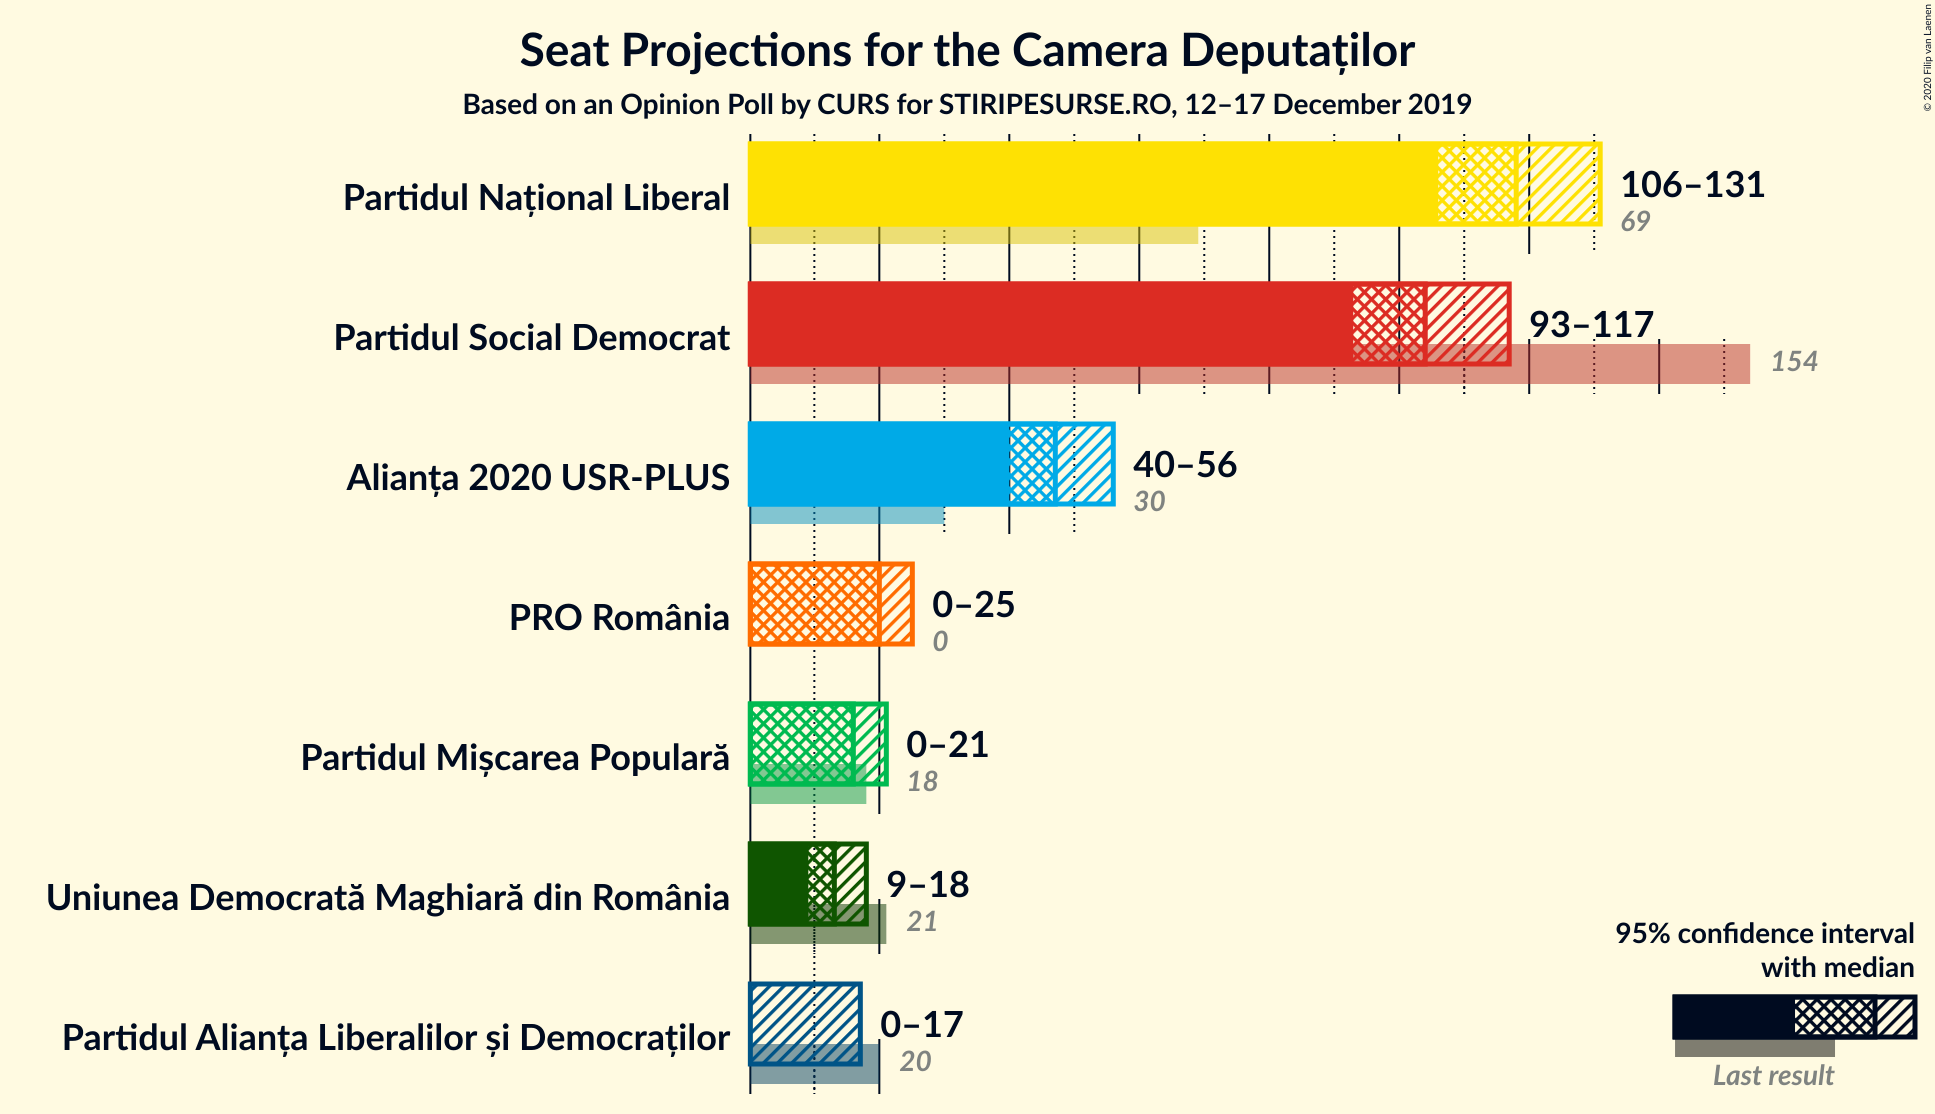 Seat Projections for the Camera Deputaților
Based on an Opinion Poll by CURS for STIRIPESURSE.RO, 12–17 December 2019
© 2020 Filip van Laenen
Partidul Național Liberal
106–131
69
Partidul Social Democrat
93–117
154
Alianța 2020 USR-PLUS
40–56
30
PRO România
0–25
0
Partidul Mișcarea Populară
0–21
18
Uniunea Democrată Maghiară din România
9–18
21
Partidul Alianța Liberalilor și Democraților
0–17
20
95% confidence interval
with median
Last result